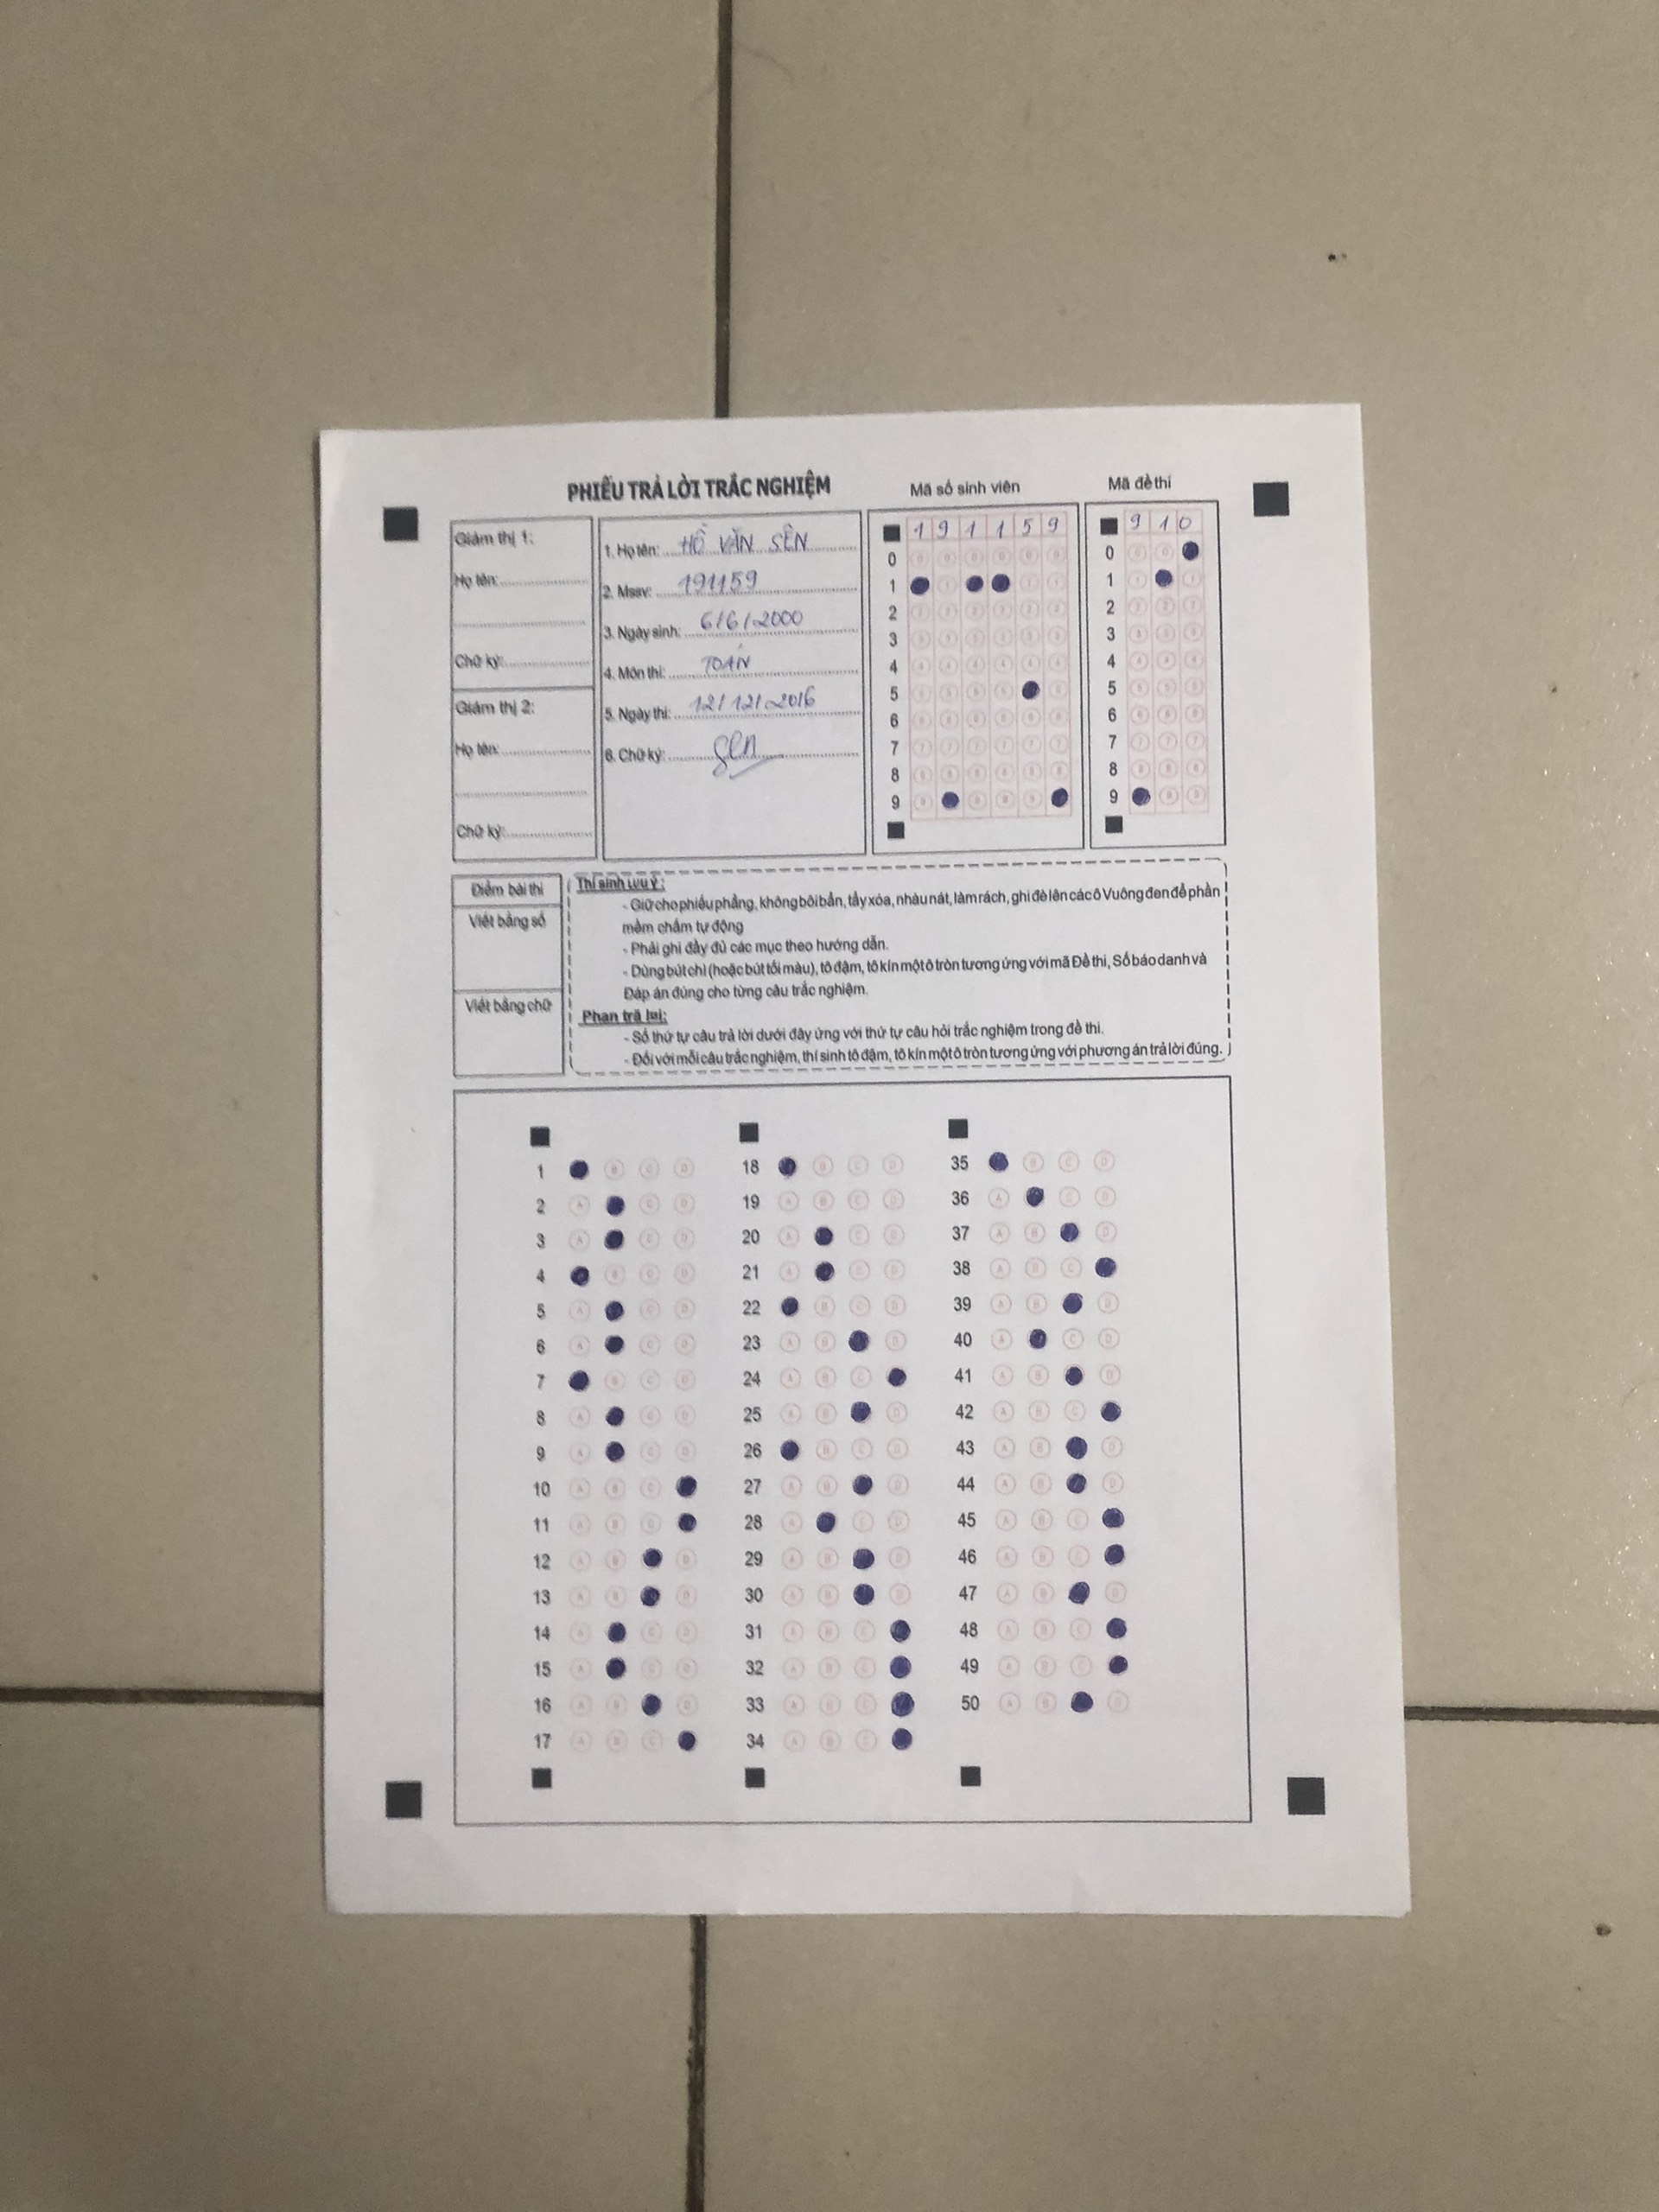 PHIẾU TRẢ LỜI TRẮC NGHIỆM
Mã số sinh viên
Mã đề thi
Giám thị 1:
Họ tên:
Chữ ký:
Giám thị 2:
Họ tên:
Chữ ký:
1. Họ tên: HỒ VĂN SÊN
2. Mssv: 191159
3. Ngày sinh: 6/6/2000
4. Môn thi: TOÁN
5. Ngày thi: 12/12/2016
6. Chữ ký: Sen
1 9 1 1 5 9
0
1
2
3
4
5
6
7
8
9
9 1 0
0
1
2
3
4
5
6
7
8
9
Điểm bài thi
Viết bằng số
Viết bằng chữ
Thí sinh lưu ý:
- Giữ cho phiếu phẳng, không bôi bẩn, tẩy xóa, nhàu nát, làm rách, ghi đè lên các ô Vuông đen để phần
mềm chấm tự động
- Phải ghi đầy đủ các mục theo hướng dẫn.
- Dùng bút chì (hoặc bút tối màu), tô đậm, tô kín một ô tròn tương ứng với mã Đề thi, Số báo danh và
Đáp án đúng cho từng câu trắc nghiệm.
Phan trã lui:
- Số thứ tự câu trả lời dưới đây ứng với thứ tự câu hỏi trắc nghiệm trong đề thi.
- Đối với mỗi câu trắc nghiệm, thí sinh tô đậm, tô kín một ô tròn tương ứng với phương án trả lời đúng.
1 B C D
2 A C D
3 A C D
4 B C D
5 A C D
6 A C D
7 B C D
8 A C D
9 A C D
10 A B C
11 A B C
12 A B D
13 A B D
14 A C D
15 A C D
16 A B D
17 A B C
18 B C D
19 A B C D
20 A C D
21 A C D
22 B C D
23 A B D
24 A B C
25 A B D
26 B C D
27 A B D
28 A C D
29 A B D
30 A B D
31 A B C
32 A B C
33 A B C
34 A B C
35 B C D
36 A C D
37 A B D
38 A B C
39 A B D
40 A C D
41 A B D
42 A B C
43 A B D
44 A B D
45 A B C
46 A B C
47 A B D
48 A B C
49 A B C
50 A B D